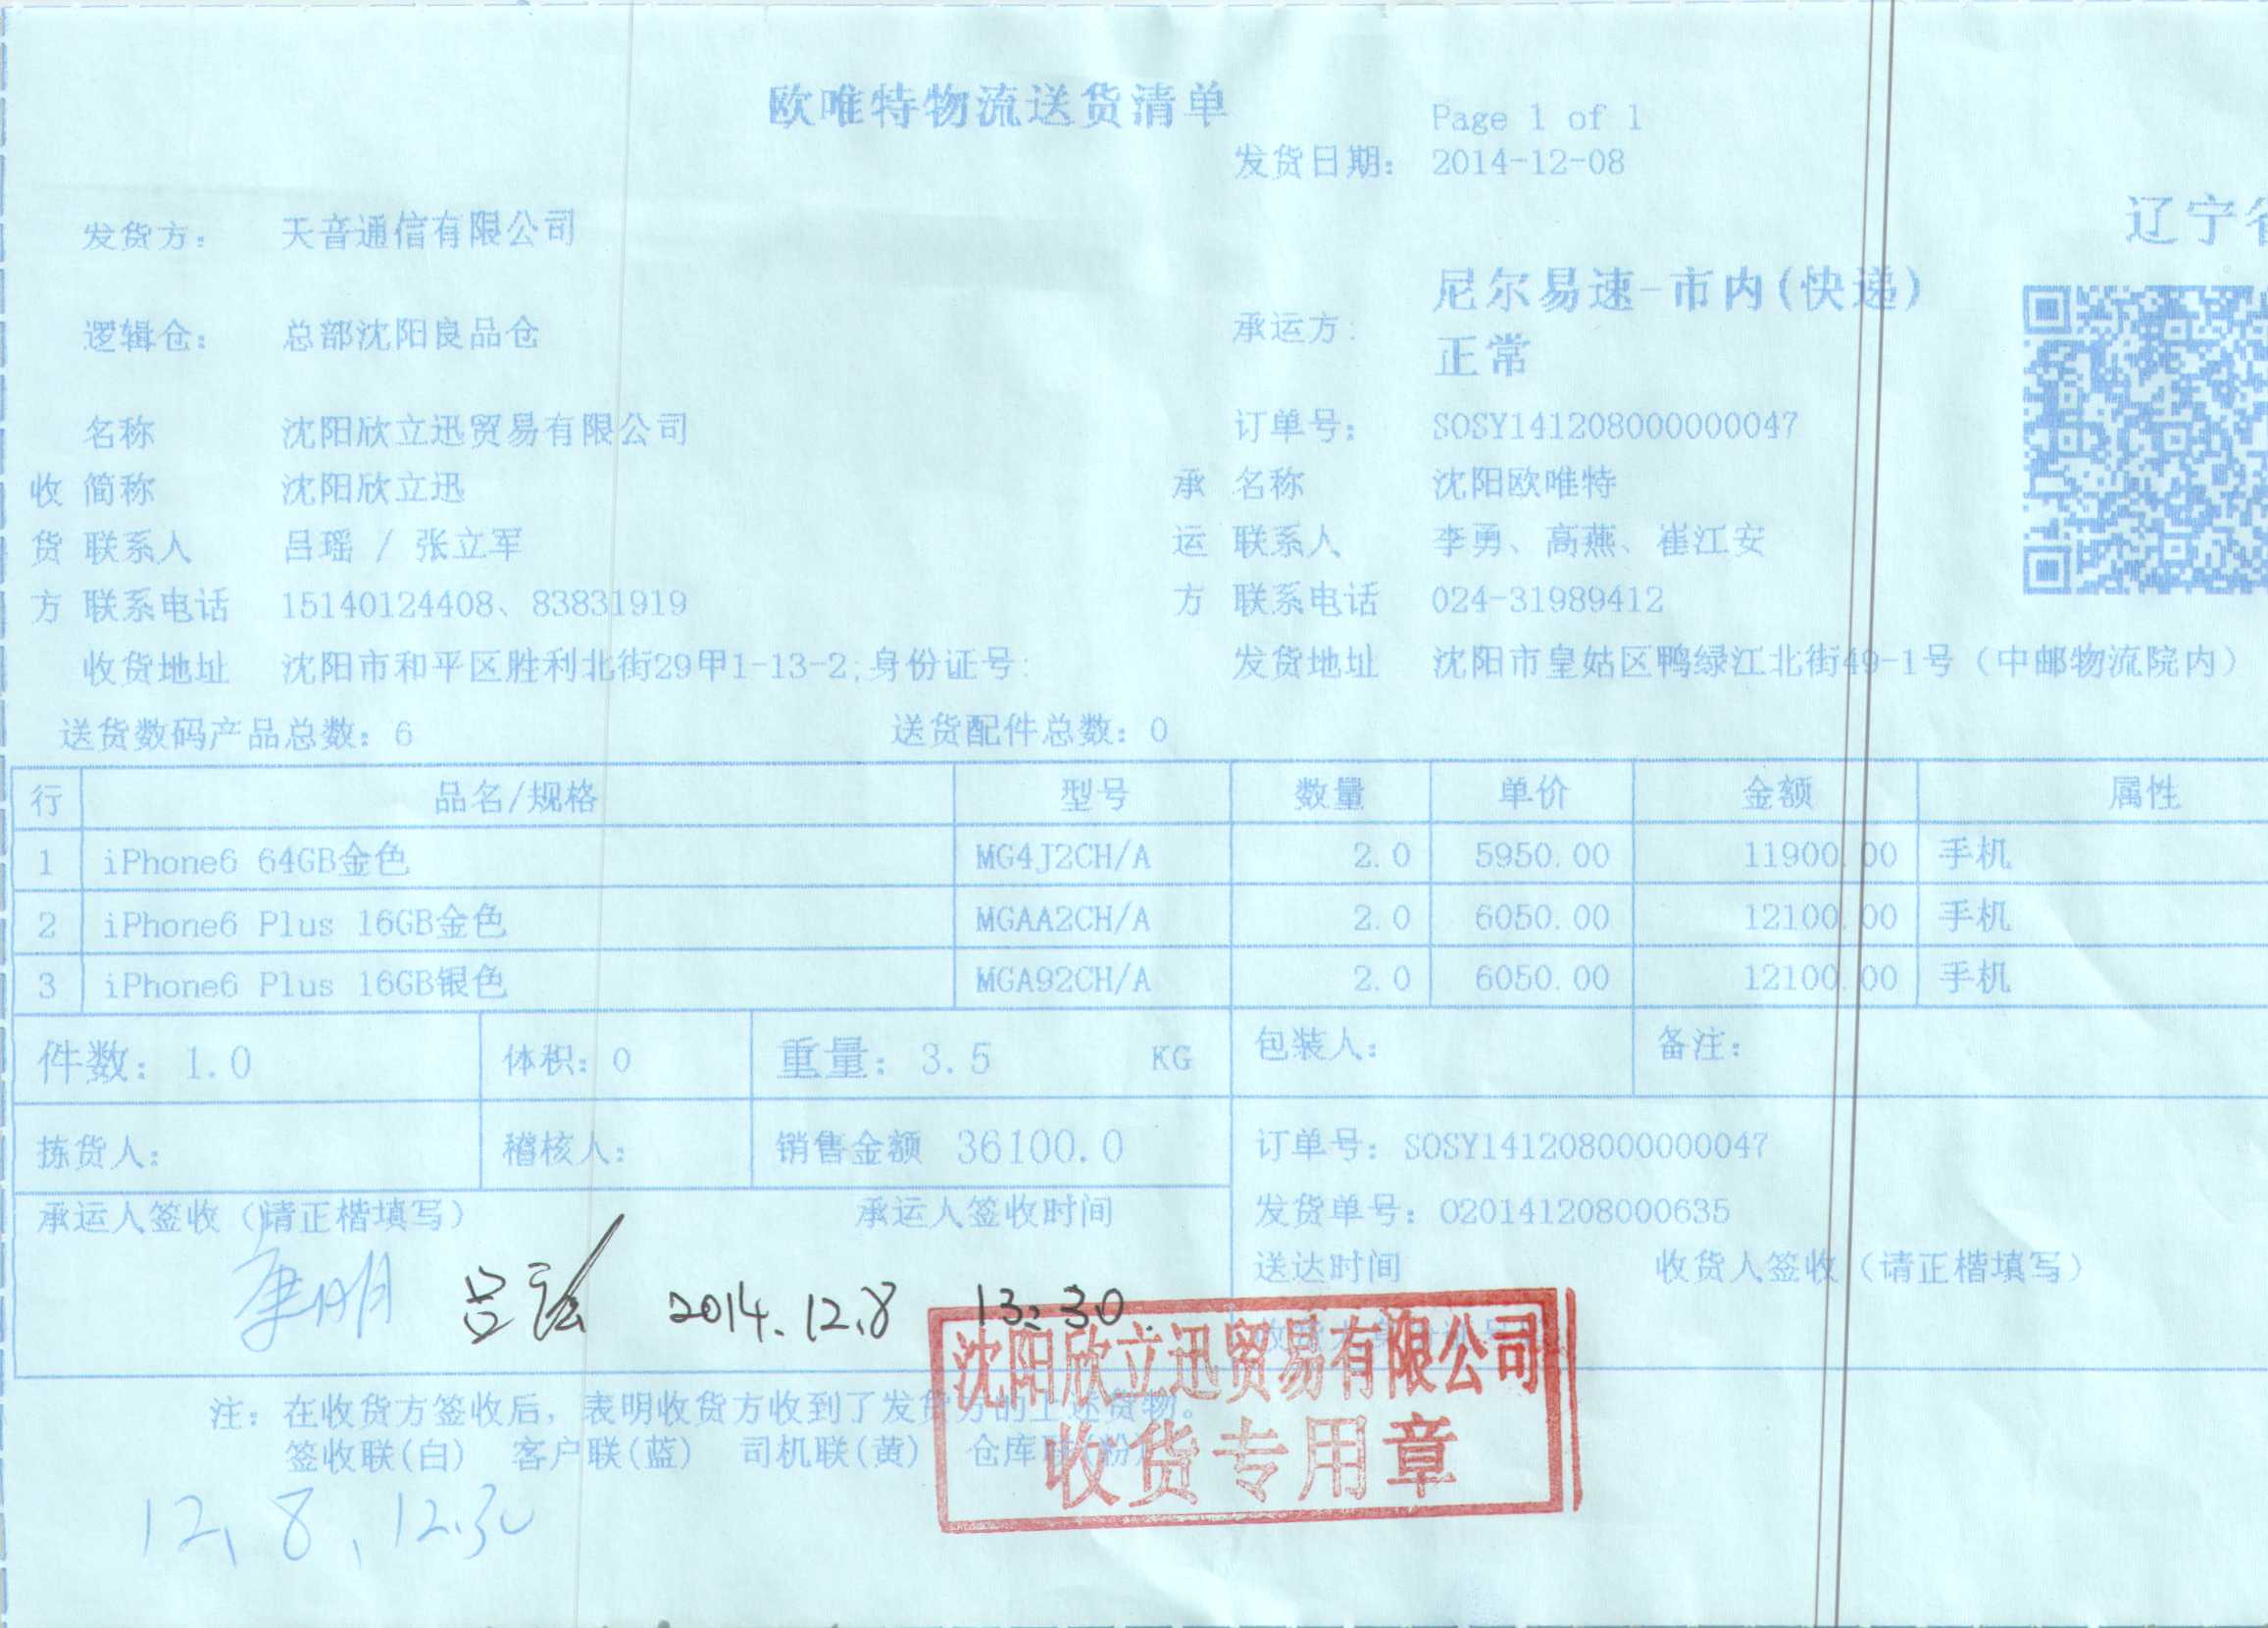 欧唯特物流送货清单
Page 1 of 1
发货日期: 2014-12-08
辽宁
发货方: 天音通信有限公司
逻辑仓: 总部沈阳良品仓
承运方: 尼尔易速-市内(快递)
正常
名称 沈阳欣立迅贸易有限公司 订单号: SOSY141208000000047
收 简称 沈阳欣立迅 承 名称 沈阳欧唯特
货 联系人 吕瑶 / 张立军 运 联系人 李勇、高燕、崔江安
方 联系电话 15140124408、83831919 方 联系电话 024-31989412
收货地址 沈阳市和平区胜利北街29甲1-13-2;身份证号: 发货地址 沈阳市皇姑区鸭绿江北街49-1号（中邮物流院内）
送货数码产品总数: 6 送货配件总数: 0
行 品名/规格 型号 数量 单价 金额 属性
1 iPhone6 64GB金色 MG4J2CH/A 2.0 5950.00 11900.00 手机
2 iPhone6 Plus 16GB金色 MGAA2CH/A 2.0 6050.00 12100.00 手机
3 iPhone6 Plus 16GB银色 MGA92CH/A 2.0 6050.00 12100.00 手机
件数: 1.0 体积: 0 重量: 3.5 KG 包装人: 备注:
拣货人: 稽核人: 销售金额 36100.0 订单号: SOSY141208000000047
承运人签收（请正楷填写） 承运人签收时间 发货单号: 020141208000635
送达时间 收货人签收（请正楷填写）
2014.12.8 13:30
沈阳欣立迅贸易有限公司
收货专用章
注: 在收货方签收后，表明收货方收到了发货方的上述货物。
签收联(白) 客户联(蓝) 司机联(黄) 仓库联(粉)
12、8、12.30